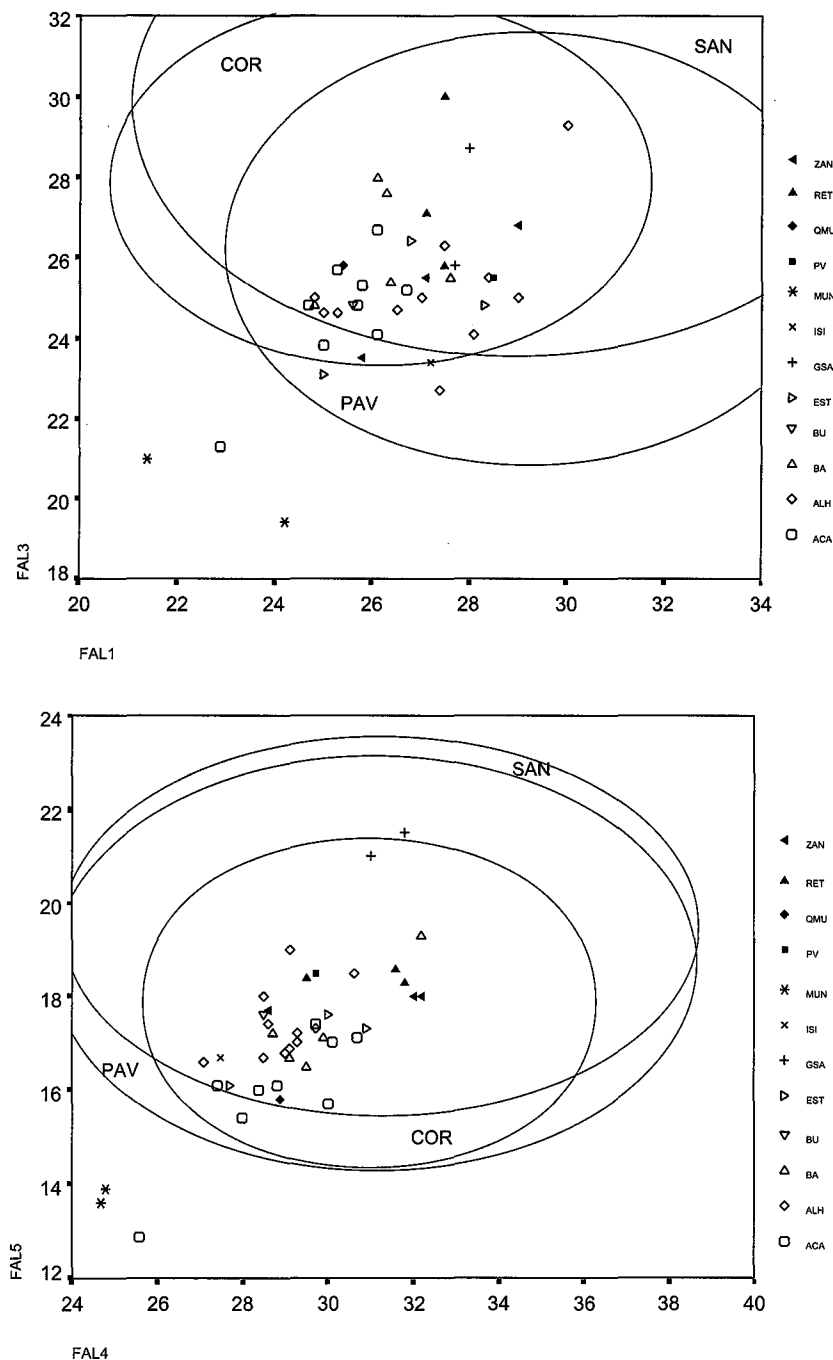 32
COR
SAN
30
28
26
24
22
20
18
PAV
20 22 24 26 28 30 32 34
FAL3
FAL1
ZAN
RET
QMU
PV
MUN
ISI
GSA
EST
BU
BA
ALH
ACA
24
SAN
22
20
18
16
14
12
PAV
COR
24 26 28 30 32 34 36 38 40
FAL5
FAL4
ZAN
RET
QMU
PV
MUN
ISI
GSA
EST
BU
BA
ALH
ACA